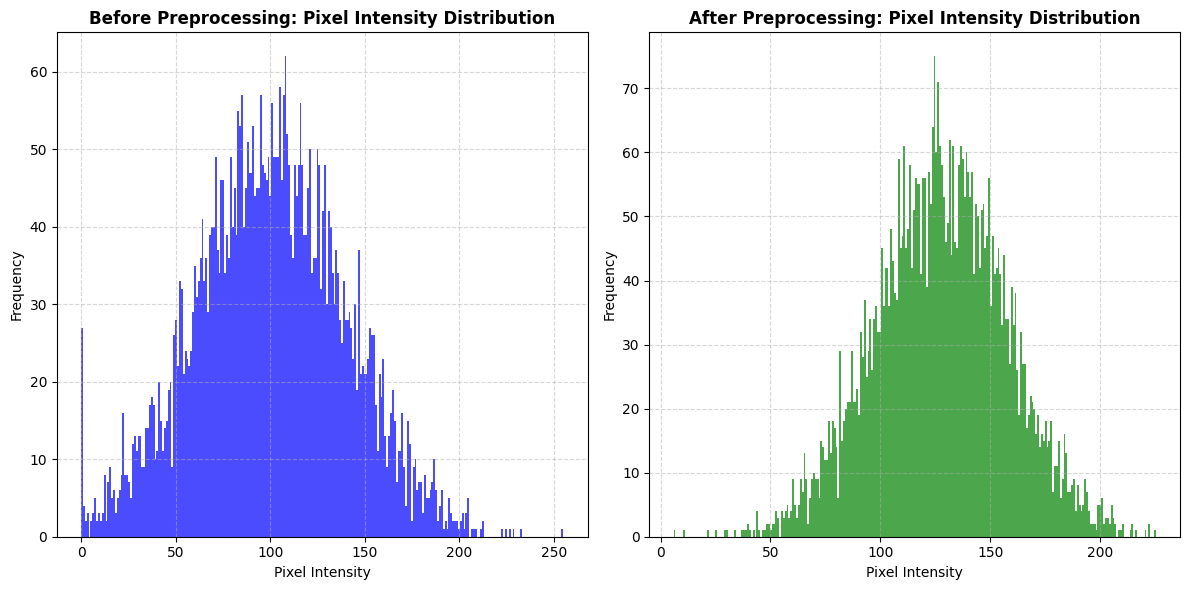 Before Preprocessing: Pixel Intensity Distribution
Frequency
60
50
40
30
20
10
0
0 50 100 150 200 250
Pixel Intensity
After Preprocessing: Pixel Intensity Distribution
Frequency
70
60
50
40
30
20
10
0
0 50 100 150 200
Pixel Intensity